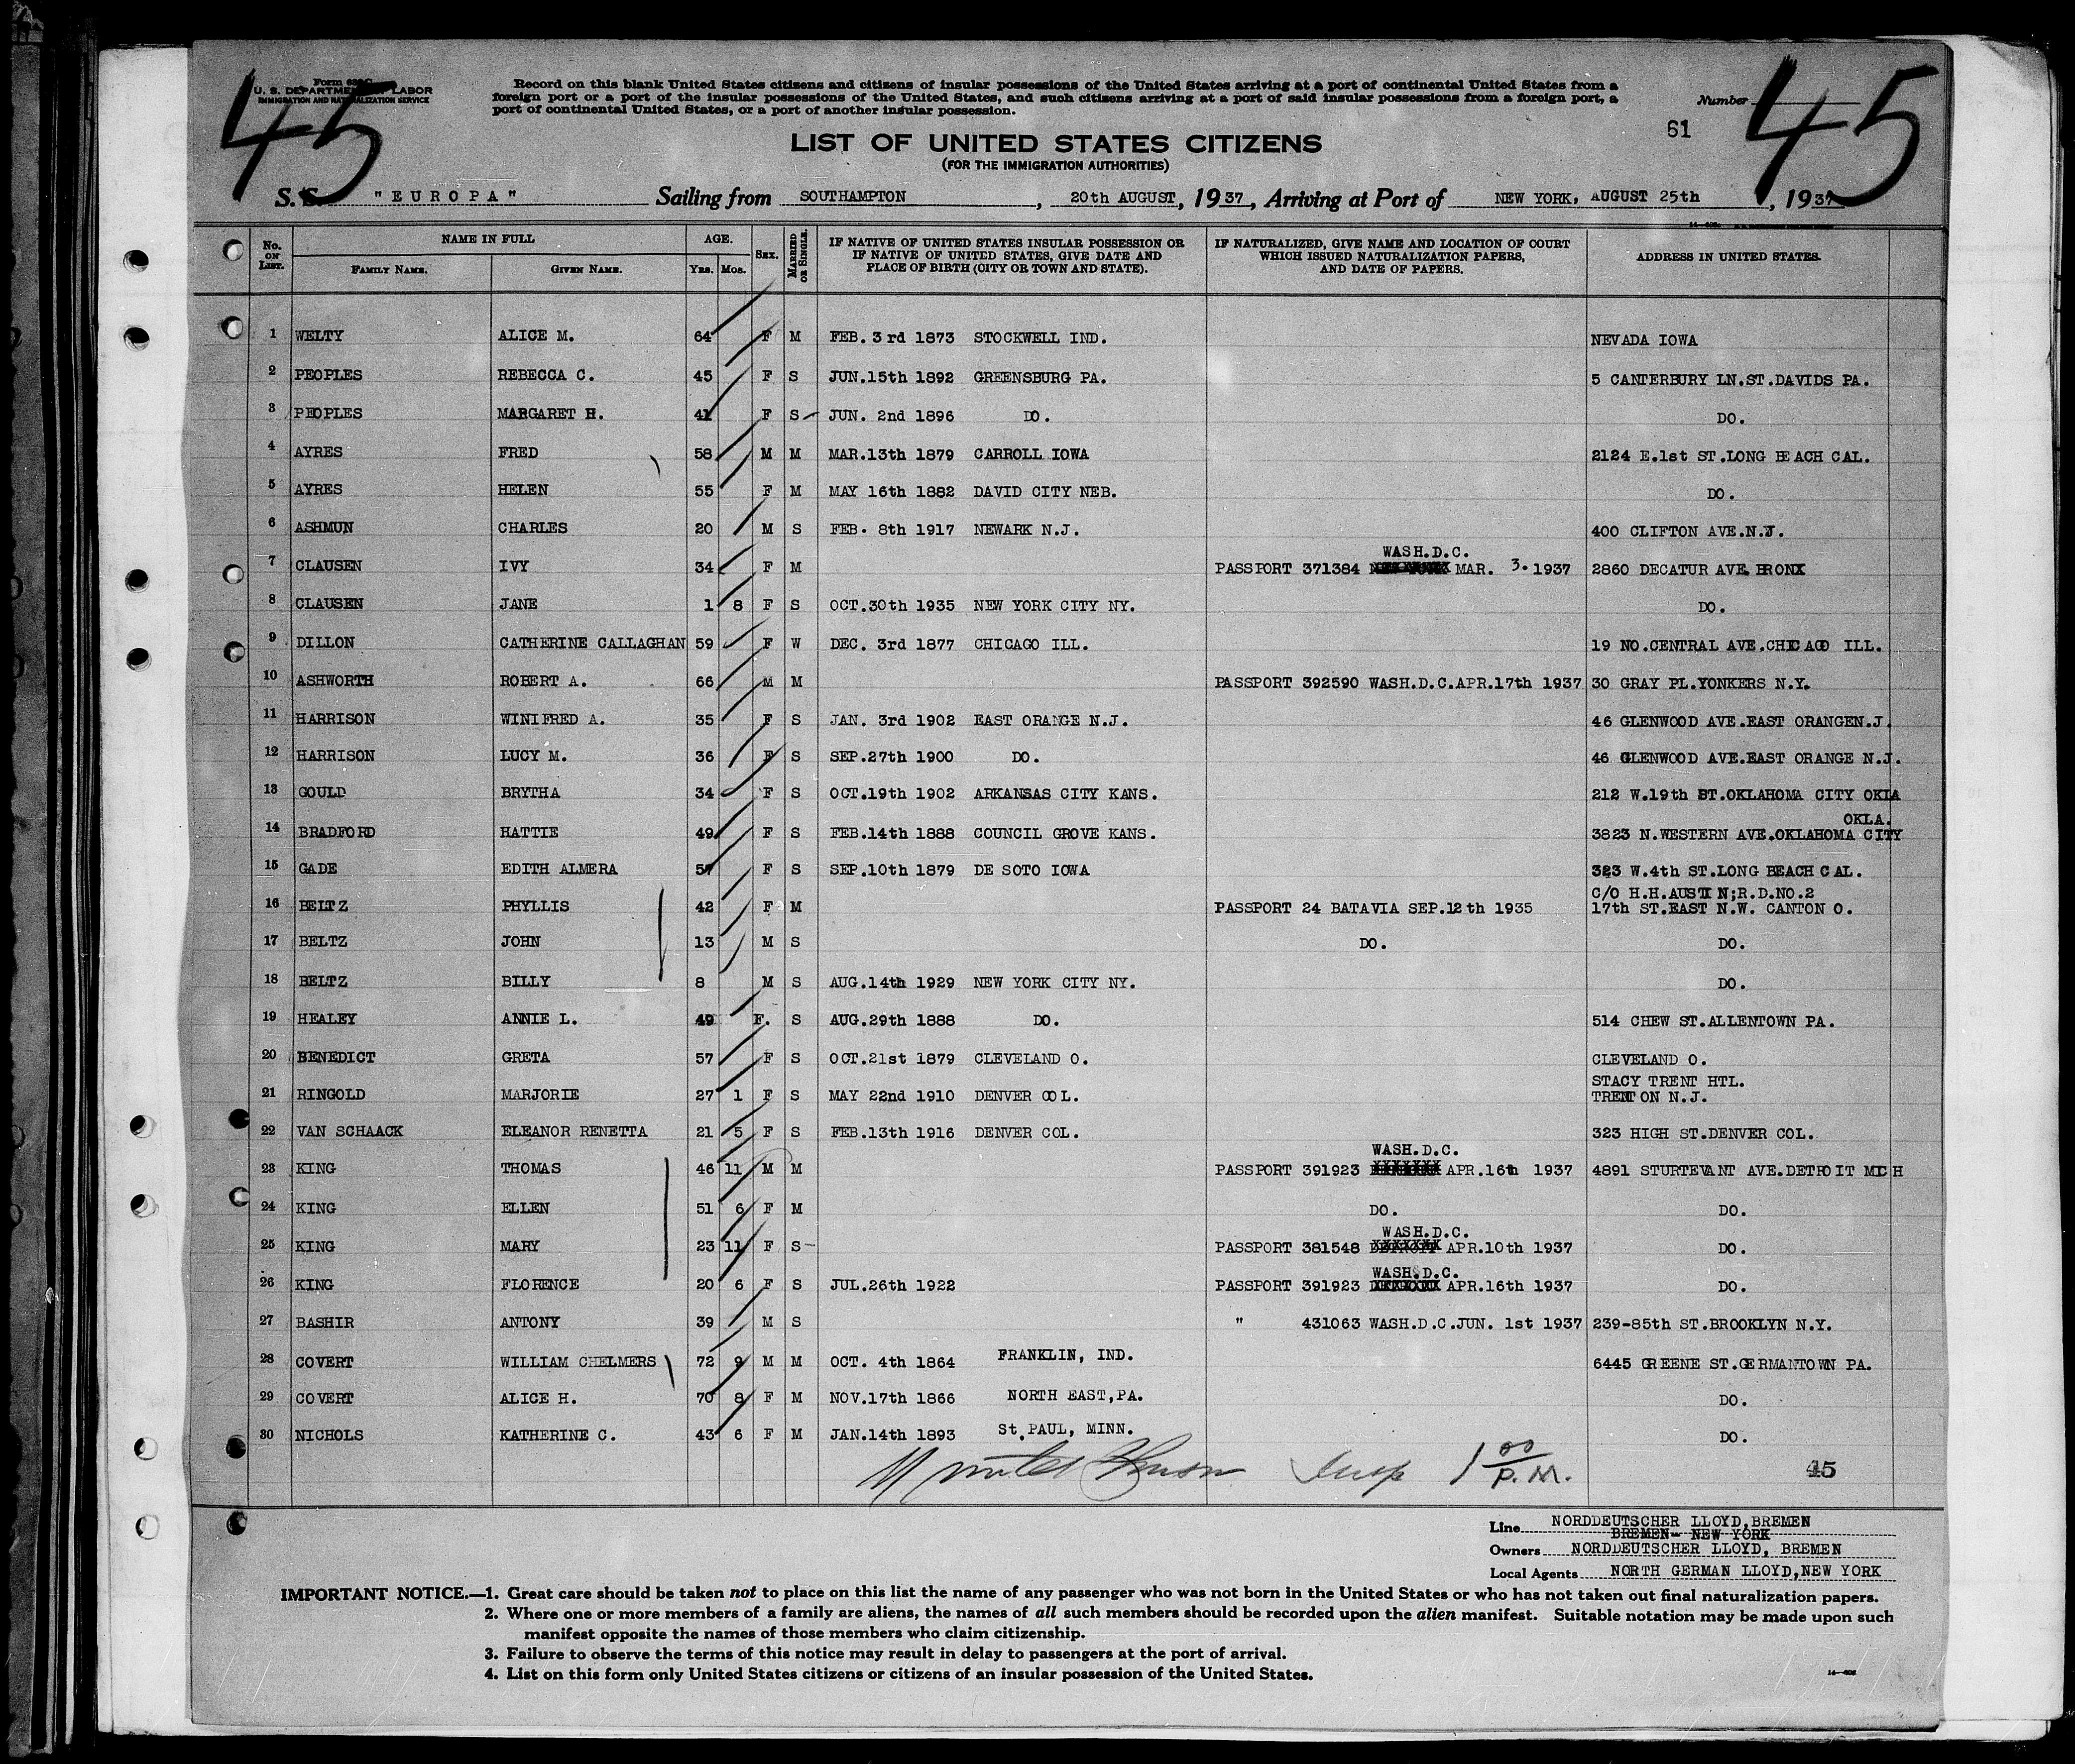 45
Form 630C
U. S. DEPARTMENT OF LABOR
IMMIGRATION AND NATURALIZATION SERVICE
Record on this blank United States citizens and citizens of insular possessions of the United States arriving at a port of continental United States from a
foreign port or a port of the insular possessions of the United States, and such citizens arriving at a port of said insular possessions from a foreign port, a
port of continental United States, or a port of another insular possession.
Number
61
45
LIST OF UNITED STATES CITIZENS
(FOR THE IMMIGRATION AUTHORITIES)
S. S. "EUROPA" Sailing from SOUTHAMPTON, 20th AUGUST, 1937, Arriving at Port of NEW YORK, AUGUST 25th, 1937
No. ON LIST. NAME IN FULL FAMILY NAME. GIVEN NAME. AGE. YRS. MOS. SEX. MARRIED OR SINGLE. IF NATIVE OF UNITED STATES INSULAR POSSESSION OR IF NATIVE OF UNITED STATES, GIVE DATE AND PLACE OF BIRTH (CITY OR TOWN AND STATE). IF NATURALIZED, GIVE NAME AND LOCATION OF COURT WHICH ISSUED NATURALIZATION PAPERS, AND DATE OF PAPERS. ADDRESS IN UNITED STATES.
1 WELTY ALICE M. 64 F M FEB. 3rd 1873 STOCKWELL IND. NEVADA IOWA
2 PEOPLES REBECCA C. 45 F S JUN.15th 1892 GREENSBURG PA. 5 CANTERBURY LN.ST.DAVIDS PA.
3 PEOPLES MARGARET H. 41 F S JUN. 2nd 1896 DO. DO.
4 AYRES FRED 58 M M MAR.13th 1879 CARROLL IOWA 2124 E.1st ST.LONG BEACH CAL.
5 AYRES HELEN 55 F M MAY 16th 1882 DAVID CITY NEB. DO.
6 ASHMUN CHARLES 20 M S FEB. 8th 1917 NEWARK N.J. 400 CLIFTON AVE.N.J.
WASH.D.C.
7 CLAUSEN IVY 34 F M PASSPORT 371384 MAR. 3. 1937 2860 DECATUR AVE. BRONX
8 CLAUSEN JANE 1 8 F S OCT.30th 1935 NEW YORK CITY NY. DO.
9 DILLON CATHERINE CALLAGHAN 59 F W DEC. 3rd 1877 CHICAGO ILL. 19 NO.CENTRAL AVE.CHICAGO ILL.
10 ASHWORTH ROBERT A. 66 M M PASSPORT 392590 WASH.D.C.APR.17th 1937 30 GRAY PL.YONKERS N.Y.
11 HARRISON WINIFRED A. 35 F S JAN. 3rd 1902 EAST ORANGE N.J. 46 GLENWOOD AVE.EAST ORANGEN.J.
12 HARRISON LUCY M. 36 F S SEP.27th 1900 DO. 46 GLENWOOD AVE.EAST ORANGE N.J.
13 GOULD BRYTHA 34 F S OCT.19th 1902 ARKANSAS CITY KANS. 212 W.19th ST.OKLAHOMA CITY OKLA
OKLA.
14 BRADFORD HATTIE 49 F S FEB.14th 1888 COUNCIL GROVE KANS. 3823 N.WESTERN AVE.OKLAHOMA CITY
15 GADE EDITH ALMERA 57 F S SEP.10th 1879 DE SOTO IOWA 323 W.4th ST.LONG BEACH CAL.
C/O H.H.AUSTIN;R.D.NO.2
16 BELTZ PHYLLIS 42 F M PASSPORT 24 BATAVIA SEP.12th 1935 17th ST.EAST N.W. CANTON O.
17 BELTZ JOHN 13 M S DO. DO.
18 BELTZ BILLY 8 M S AUG.14th 1929 NEW YORK CITY NY. DO.
19 HEALEY ANNIE L. 49 F. S AUG.29th 1888 DO. 514 CHEW ST.ALLENTOWN PA.
20 BENEDICT GRETA 57 F S OCT.21st 1879 CLEVELAND O. CLEVELAND O.
STACY TRENT HTL.
21 RINGOLD MARJORIE 27 1 F S MAY 22nd 1910 DENVER COL. TRENTON N.J.
22 VAN SCHAACK ELEANOR RENETTA 21 5 F S FEB.13th 1916 DENVER COL. 323 HIGH ST.DENVER COL.
WASH.D.C.
23 KING THOMAS 46 11 M M PASSPORT 391923 APR.16th 1937 4891 STURTEVANT AVE.DETROIT MICH
24 KING ELLEN 51 6 F M DO. DO.
WASH.D.C.
25 KING MARY 23 11 F S PASSPORT 381548 DETROIT APR.10th 1937 DO.
WASH.D.C.
26 KING FLORENCE 20 6 F S JUL.26th 1922 PASSPORT 391923 DETROIT APR.16th 1937 DO.
27 BASHIR ANTONY 39 M S " 431063 WASH.D.C.JUN. 1st 1937 239-85th ST.BROOKLYN N.Y.
28 COVERT WILLIAM CHELMERS 72 9 M M OCT. 4th 1864 FRANKLIN, IND. 6445 GREENE ST.GERMANTOWN PA.
29 COVERT ALICE H. 70 8 F M NOV.17th 1866 NORTH EAST,PA. DO.
30 NICHOLS KATHERINE C. 43 6 F M JAN.14th 1893 St.PAUL, MINN. DO.
Insp 1 00 P.M.
45
Line NORDDEUTSCHER LLOYD,BREMEN
BREMEN- NEW YORK
Owners NORDDEUTSCHER LLOYD, BREMEN
Local Agents NORTH GERMAN LLOYD,NEW YORK
IMPORTANT NOTICE.—1. Great care should be taken not to place on this list the name of any passenger who was not born in the United States or who has not taken out final naturalization papers.
2. Where one or more members of a family are aliens, the names of all such members should be recorded upon the alien manifest. Suitable notation may be made upon such
manifest opposite the names of those members who claim citizenship.
3. Failure to observe the terms of this notice may result in delay to passengers at the port of arrival.
4. List on this form only United States citizens or citizens of an insular possession of the United States.